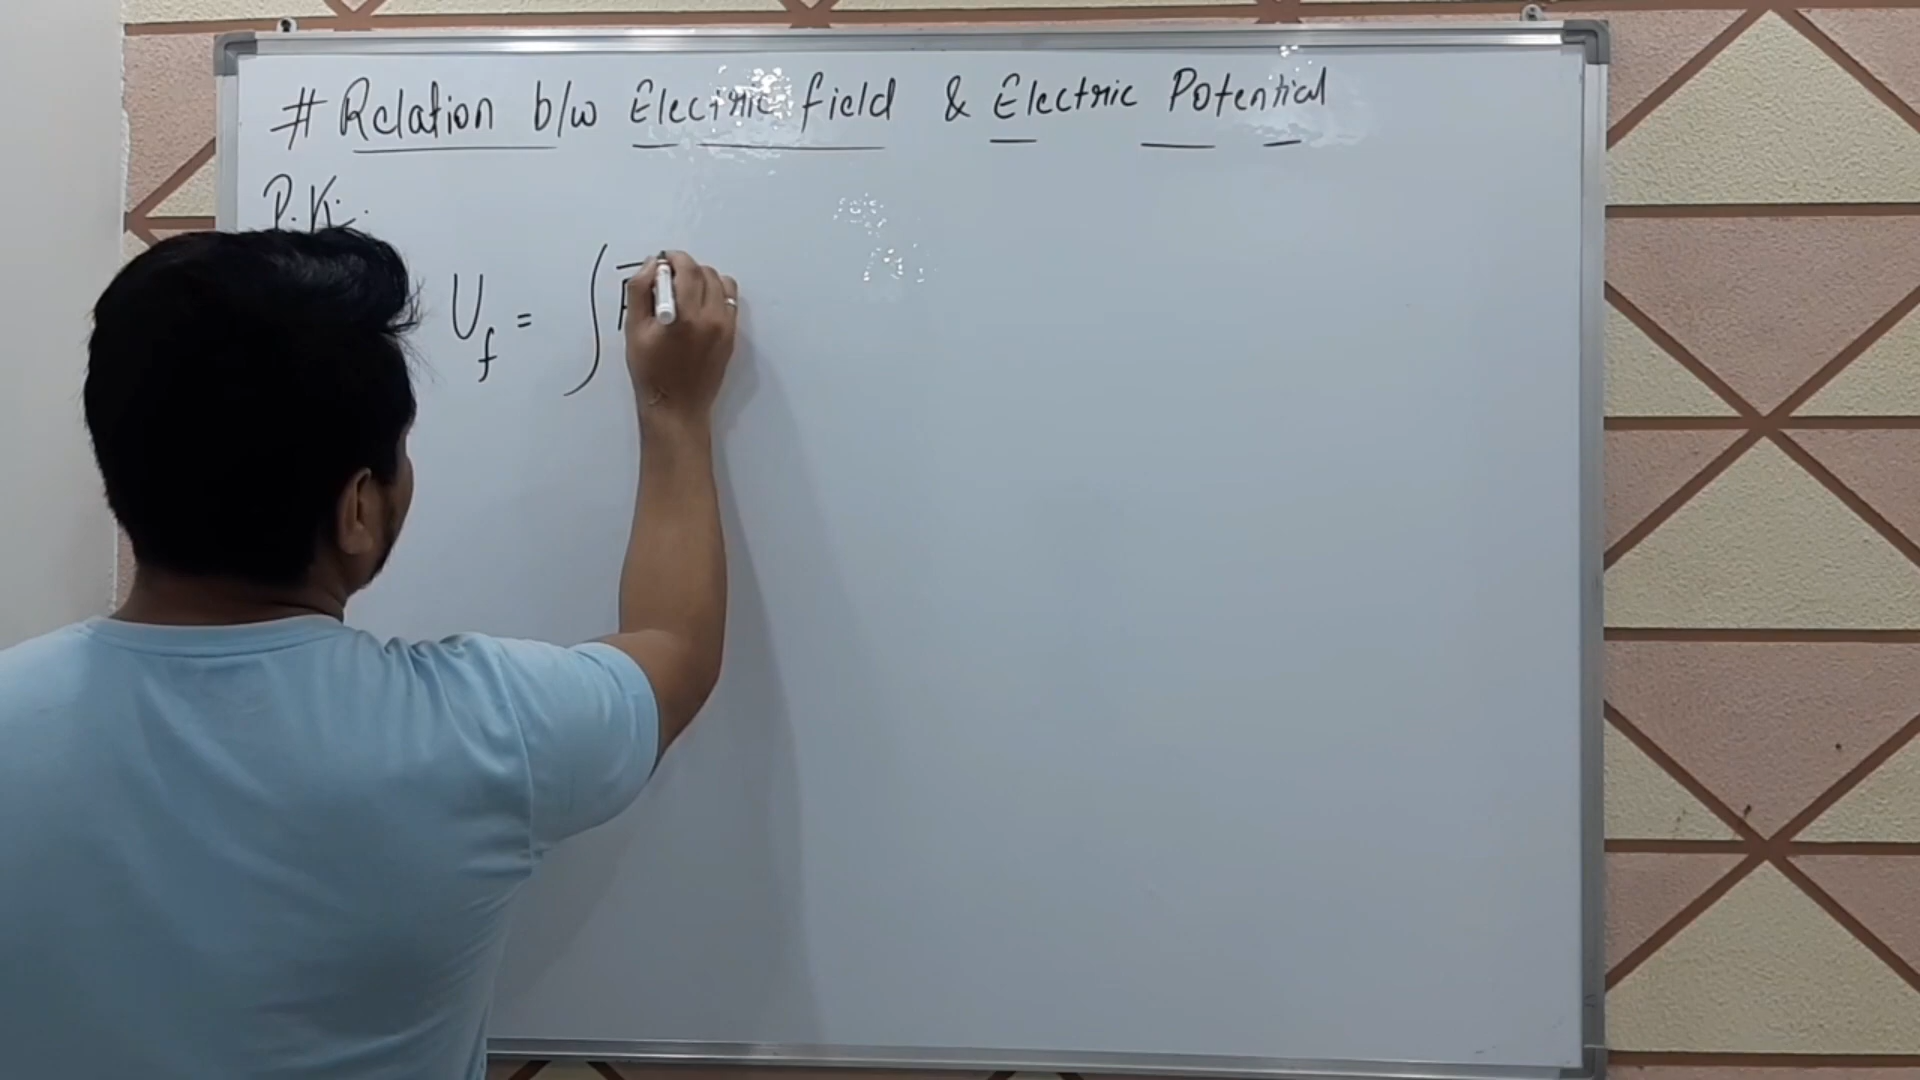 # Relation b/w Electric field & Electric Potential
P.K.
U_f = ∫ F